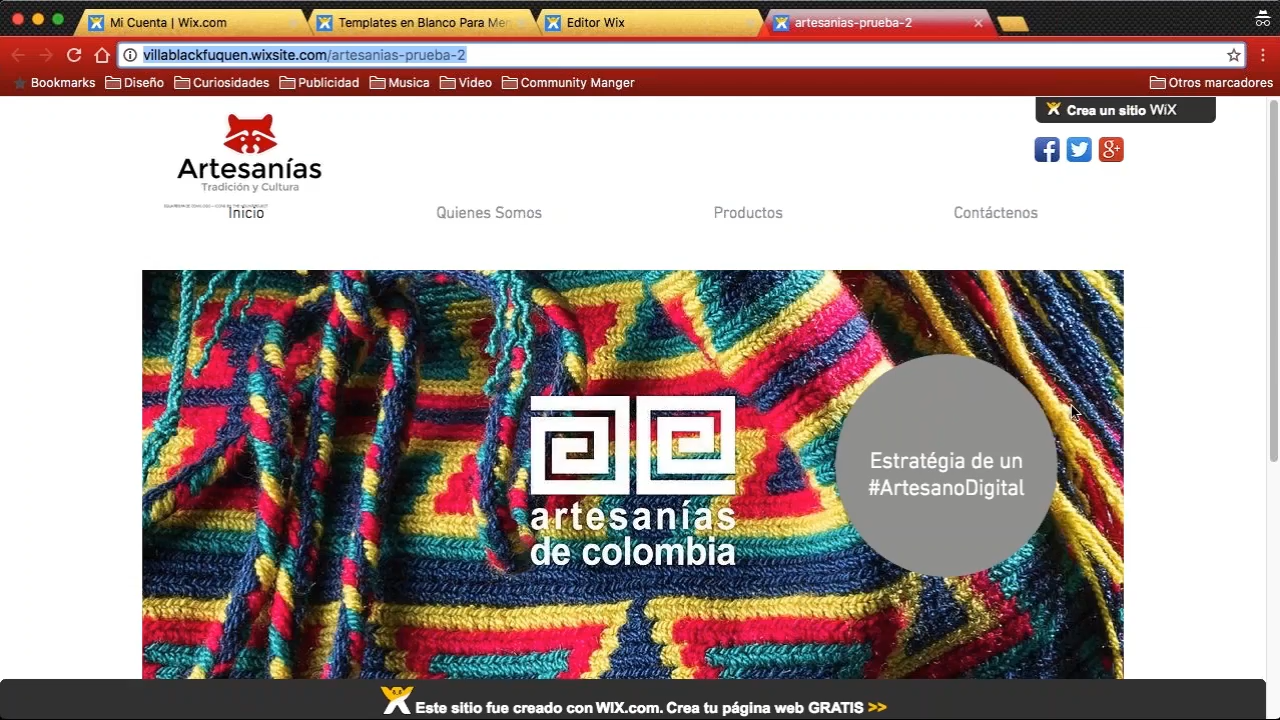 Mi Cuenta | Wix.com
Templates en Blanco Para Mer
Editor Wix
artesanias-prueba-2
villablackfuquen.wixsite.com/artesanias-prueba-2
Bookmarks Diseño Curiosidades Publicidad Musica Video Community Manger Otros marcadores
Crea un sitio WiX
Artesanías
Tradición y Cultura
Inicio Quienes Somos Productos Contáctenos
Estratégia de un
#ArtesanoDigital
artesanías
de colombia
Este sitio fue creado con WIX.com. Crea tu página web GRATIS >>